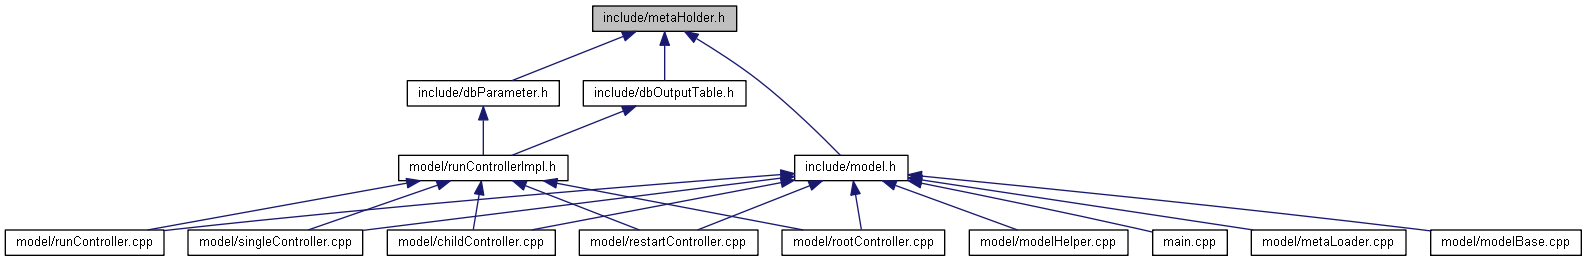 include/metaHolder.h
include/dbParameter.h
include/dbOutputTable.h
model/runControllerImpl.h
include/model.h
model/runController.cpp
model/singleController.cpp
model/childController.cpp
model/restartController.cpp
model/rootController.cpp
model/modelHelper.cpp
main.cpp
model/metaLoader.cpp
model/modelBase.cpp